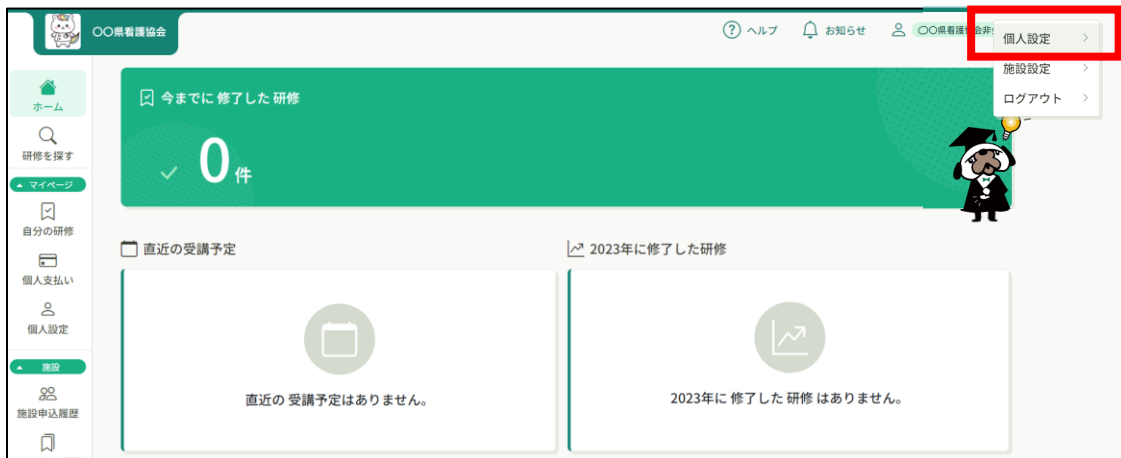 〇〇県看護協会
ヘルプ
お知らせ
〇〇県看護協会非
個人設定
施設設定
ログアウト
ホーム
研修を探す
マイページ
自分の研修
個人支払い
個人設定
施設
施設申込履歴
今までに 修了した 研修
0 件
直近の受講予定
直近の 受講予定はありません。
2023年に修了した研修
2023年に 修了した 研修 はありません。